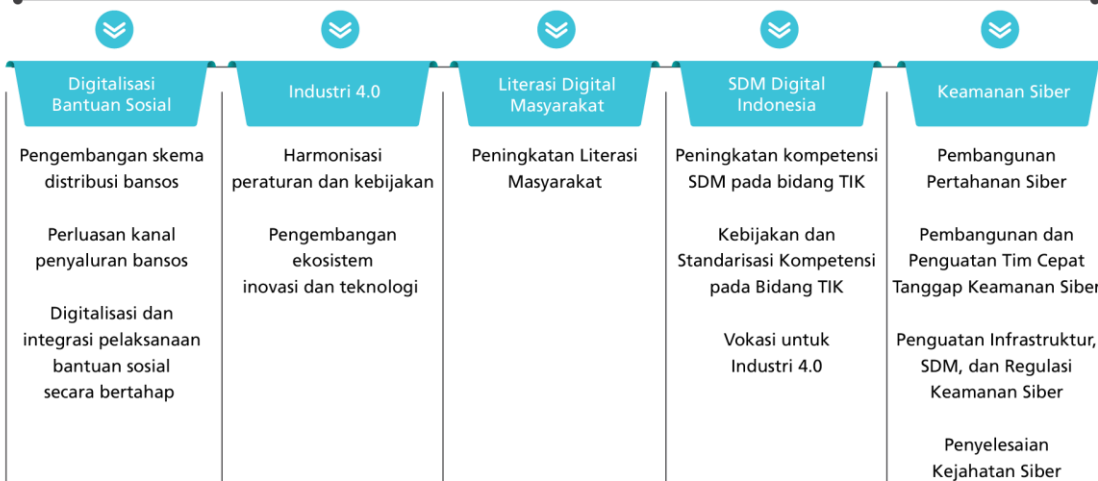 Digitalisasi
Bantuan Sosial
Pengembangan skema
distribusi bansos
Perluasan kanal
penyaluran bansos
Digitalisasi dan
integrasi pelaksanaan
bantuan sosial
secara bertahap
Industri 4.0
Harmonisasi
peraturan dan kebijakan
Pengembangan
ekosistem
inovasi dan teknologi
Literasi Digital
Masyarakat
Peningkatan Literasi
Masyarakat
SDM Digital
Indonesia
Peningkatan kompetensi
SDM pada bidang TIK
Kebijakan dan
Standarisasi Kompetensi
pada Bidang TIK
Vokasi untuk
Industri 4.0
Keamanan Siber
Pembangunan
Pertahanan Siber
Pembangunan dan
Penguatan Tim Cepat
Tanggap Keamanan Siber
Penguatan Infrastruktur,
SDM, dan Regulasi
Keamanan Siber
Penyelesaian
Kejahatan Siber